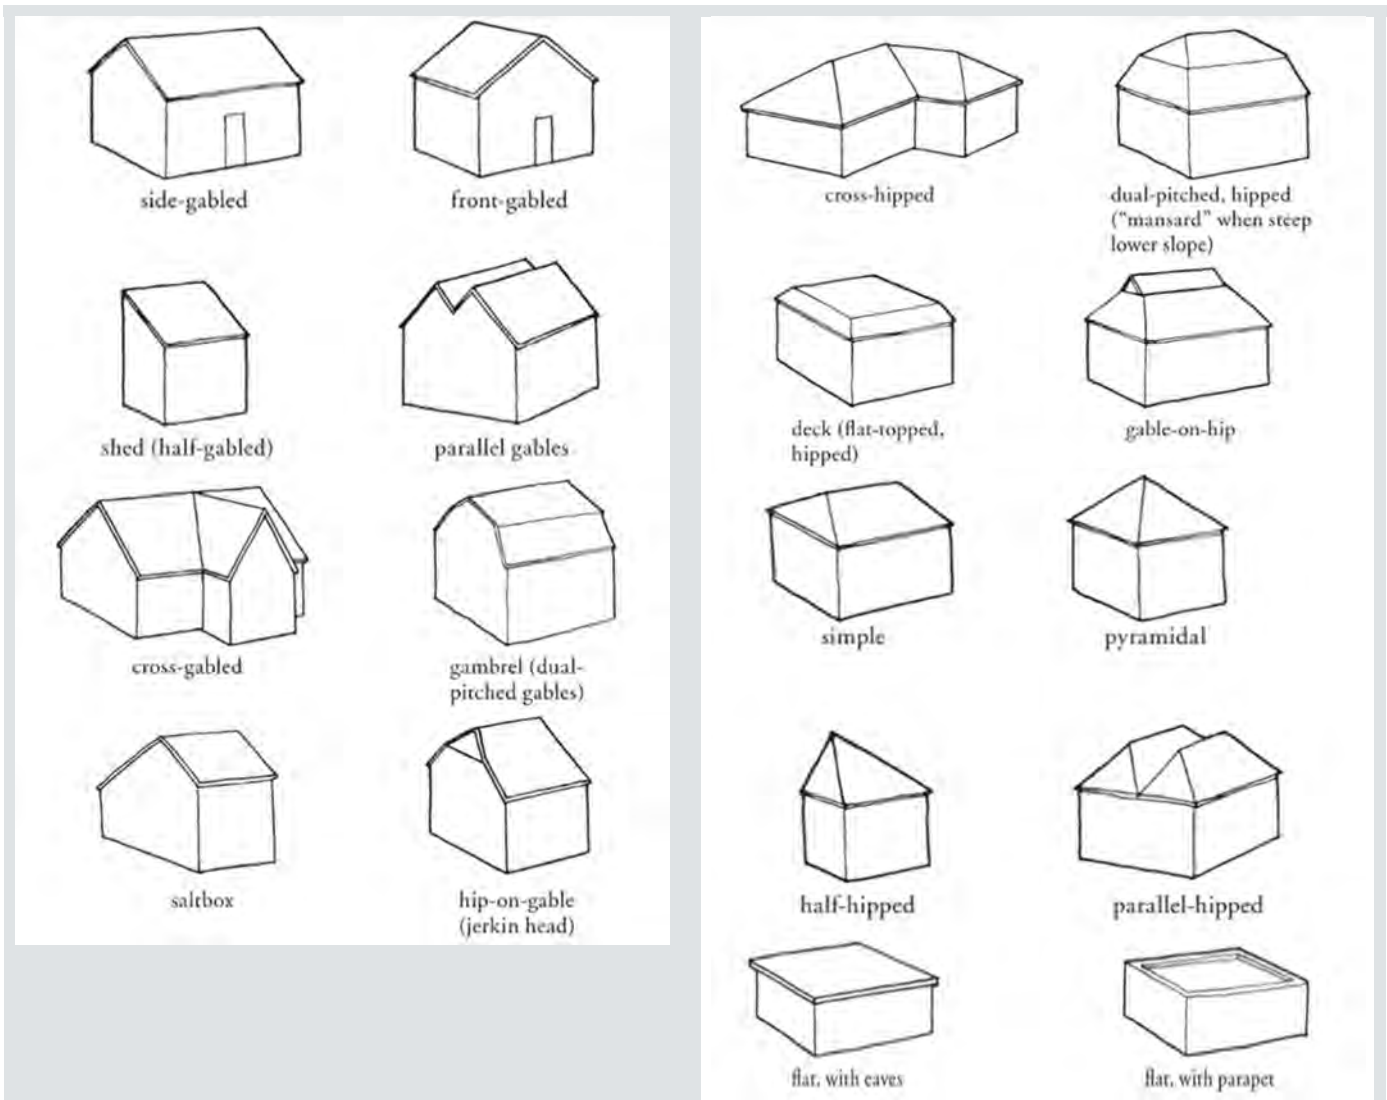 side-gabled
front-gabled
shed (half-gabled)
parallel gables
cross-gabled
gambrel (dual-
pitched gables)
saltbox
hip-on-gable
(jerkin head)
cross-hipped
dual-pitched, hipped
("mansard" when steep
lower slope)
deck (flat-topped,
hipped)
gable-on-hip
simple
pyramidal
half-hipped
parallel-hipped
flat, with eaves
flat, with parapet